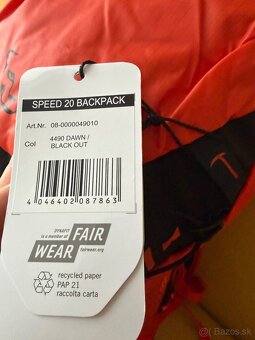 SPEED 20 BACKPACK
Art.Nr. 08-0000049010
Col 4490 DAWN /
BLACK OUT
4 046402 087863
DYNAFIT
is a member of
FAIR
WEAR
fairwear.org
recycled paper
PAP 21
raccolta carta
Bazos.sk